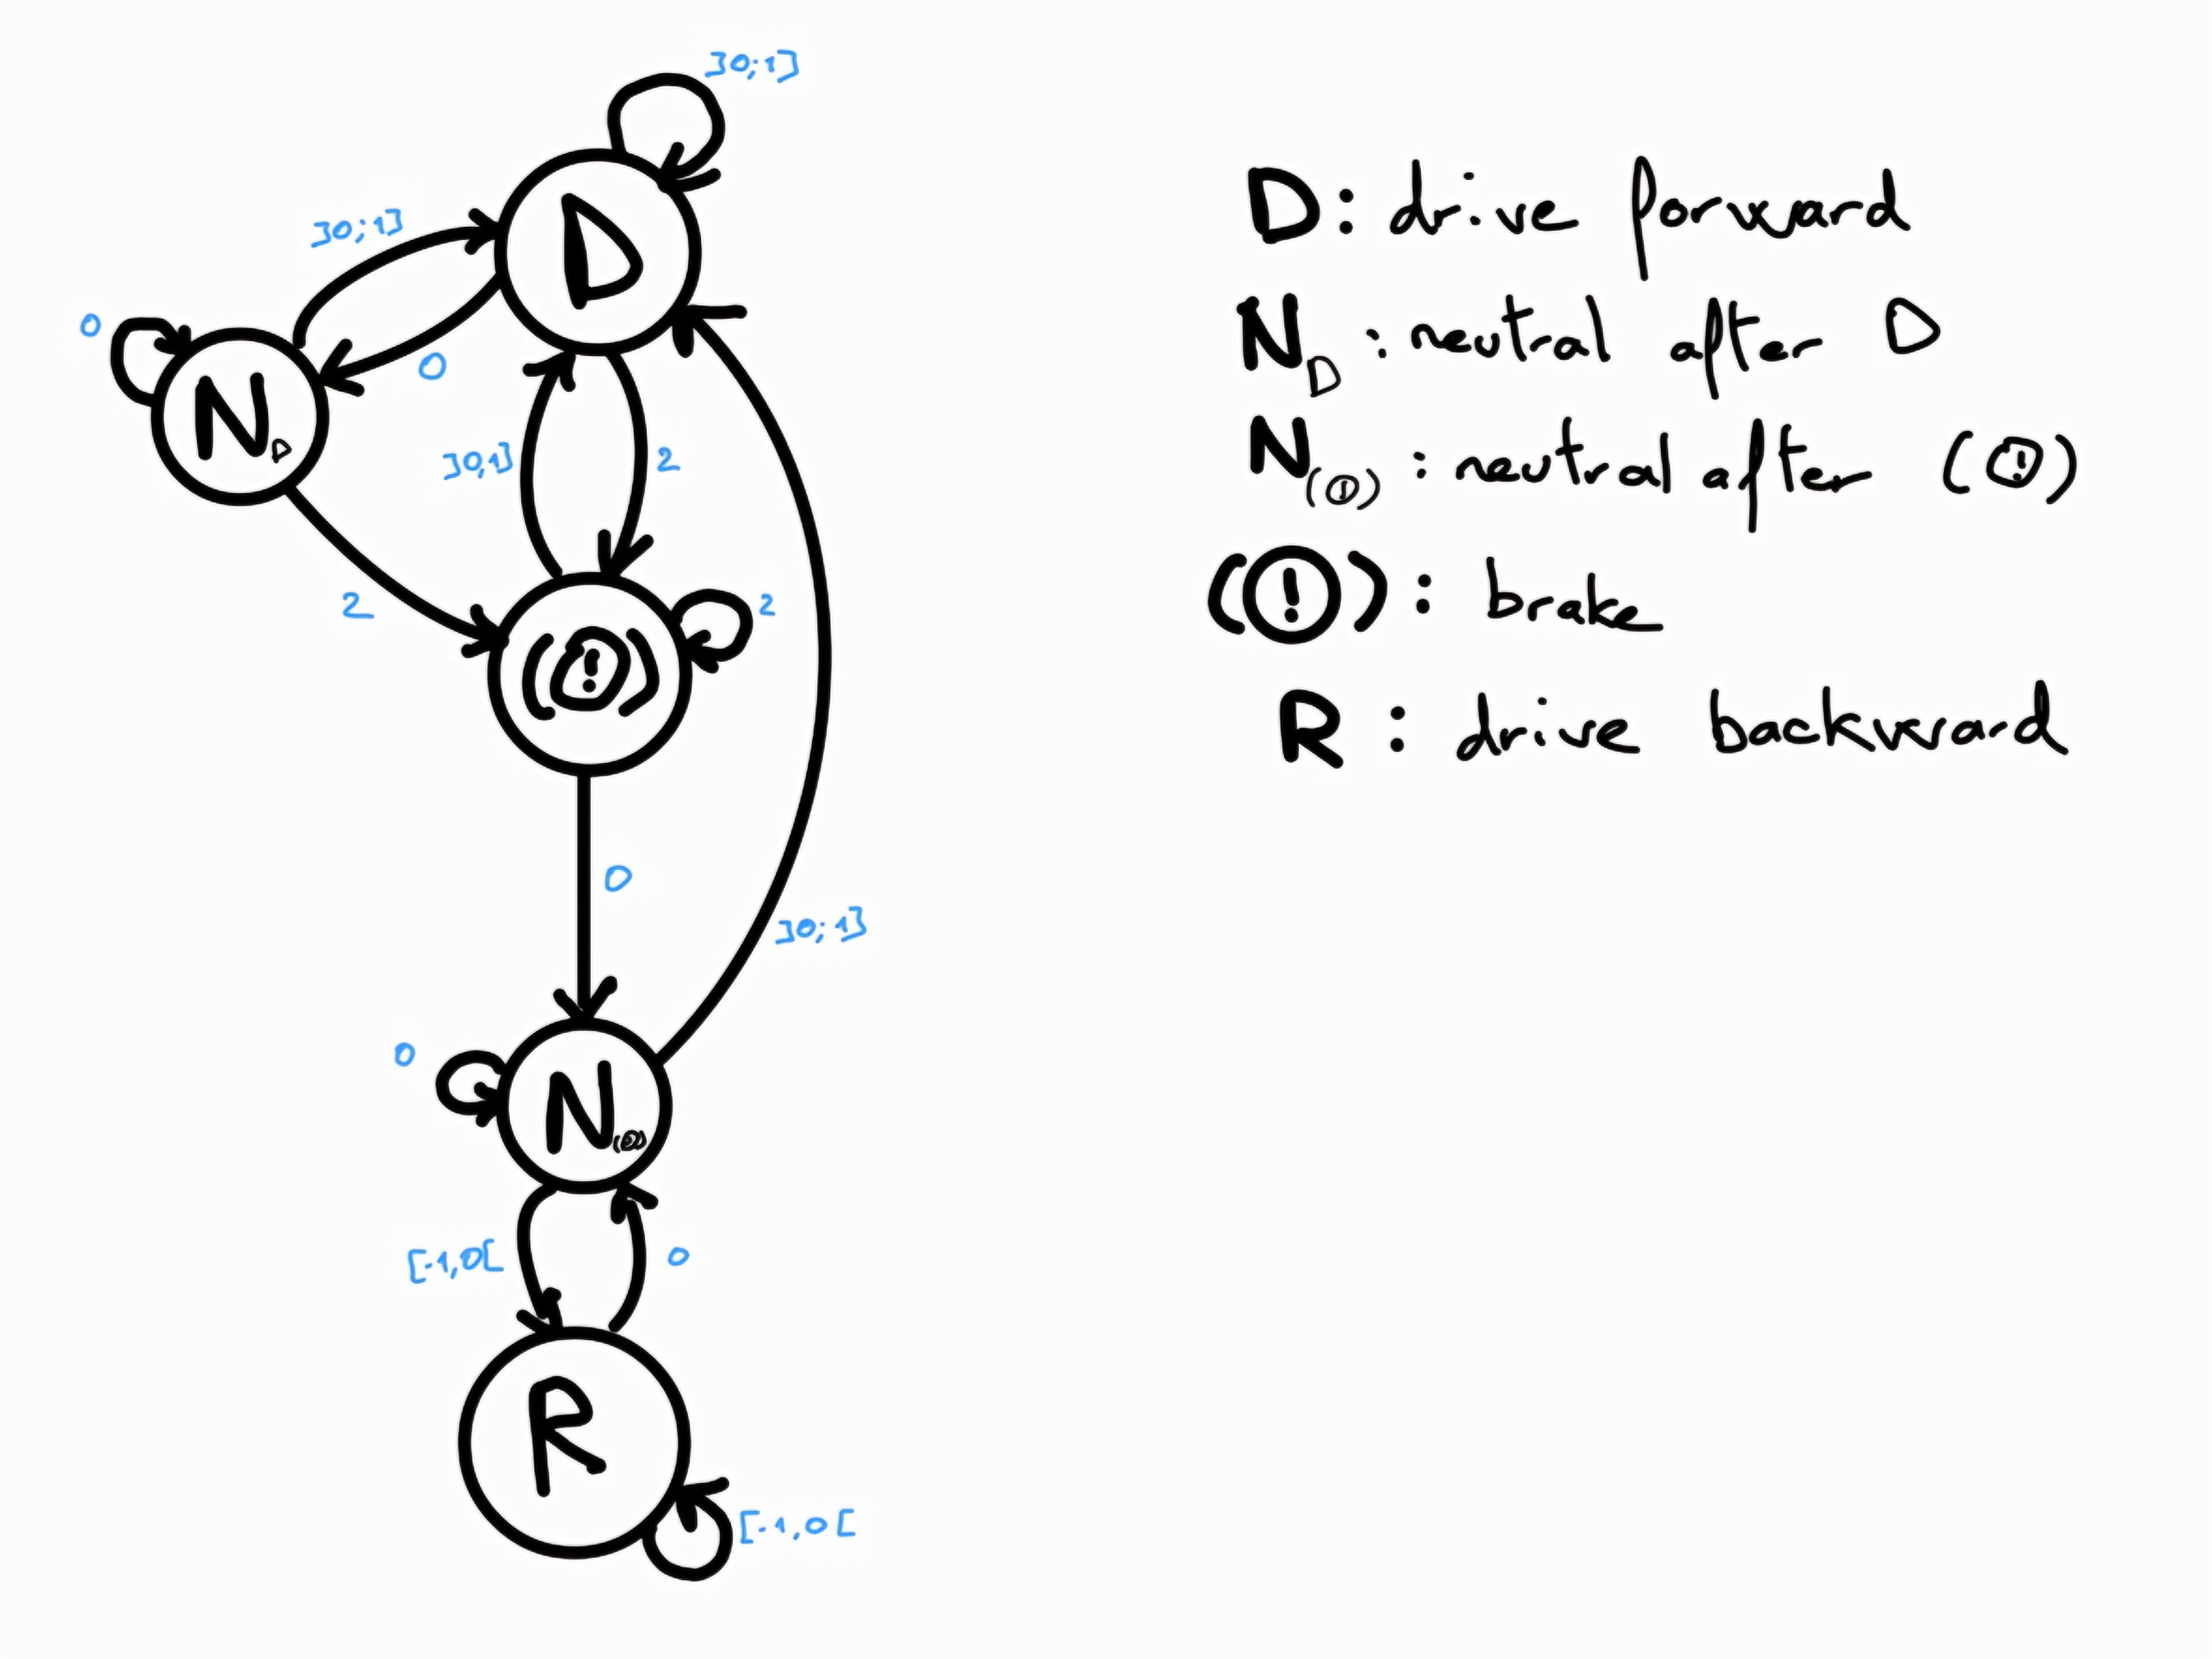 ]0;1]
D
]0;1]
0
0
N_D
]0,1]
2
2
(!)
2
0
]0;1]
0
N_(!)
[-1,0[
0
R
[-1,0[
D: drive forward
N_D : neutral after D
N_(!) : neutral after (!)
(!) : brake
R : drive backward